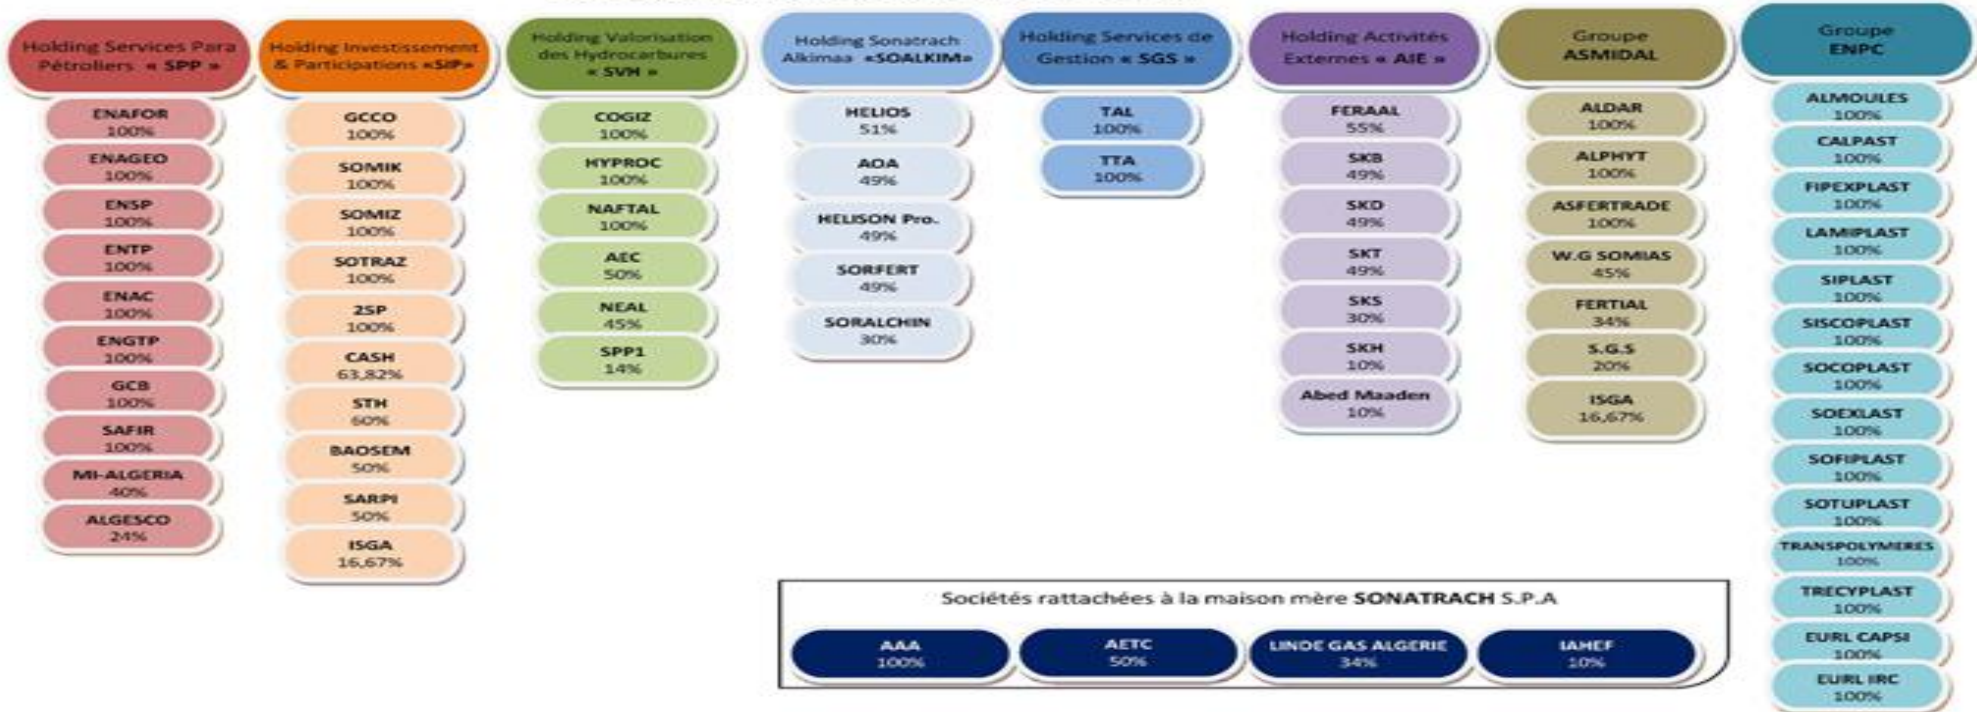 Holding Services Para
Pétroliers « SPP »
ENAFOR
100%
ENAGEO
100%
ENSP
100%
ENTP
100%
ENAC
100%
ENGTP
100%
GCB
100%
SAFIR
100%
MI-ALGERIA
40%
ALGESCO
24%
Holding Investissement
& Participations «SIP»
GCCO
100%
SOMIK
100%
SOMIZ
100%
SOTRAZ
100%
2SP
100%
CASH
63,82%
STH
60%
BAOSEM
50%
SARPI
50%
ISGA
16,67%
Holding Valorisation
des Hydrocarbures
« SVH »
COGIZ
100%
HYPROC
100%
NAFTAL
100%
AEC
50%
NEAL
45%
SPP1
14%
Holding Sonatrach
Alkimaa «SOALKIM»
HELIOS
51%
AOA
49%
HELISON Pro.
49%
SORFERT
49%
SORALCHIN
30%
Holding Services de
Gestion « SGS »
TAL
100%
TTA
100%
Holding Activités
Externes « AIE »
FERAAL
55%
SKB
49%
SKD
49%
SKT
49%
SKS
30%
SKH
10%
Abed Maaden
10%
Groupe
ASMIDAL
ALDAR
100%
ALPHYT
100%
ASFERTRADE
100%
W.G SOMIAS
45%
FERTIAL
34%
S.G.S
20%
ISGA
16,67%
Groupe
ENPC
ALMOULES
100%
CALPAST
100%
FIPEXPLAST
100%
LAMIPLAST
100%
SIPLAST
100%
SISCOPLAST
100%
SOCOPLAST
100%
SOEXLAST
100%
SOFIPLAST
100%
SOTUPLAST
100%
TRANSPOLYMERES
100%
TRECYPLAST
100%
EURL CAPSI
100%
EURL IRC
100%
Sociétés rattachées à la maison mère SONATRACH S.P.A
AAA
100%
AETC
50%
LINDE GAS ALGERIE
34%
IAHEF
10%